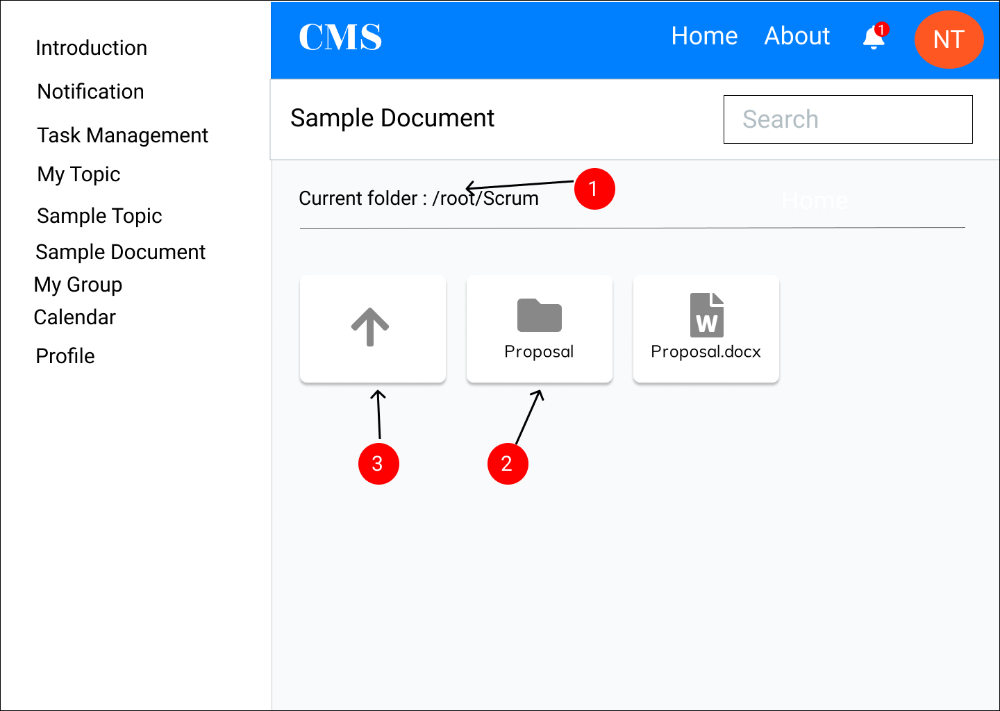 Introduction
Notification
Task Management
My Topic
Sample Topic
Sample Document
My Group
Calendar
Profile
CMS
Home
About
1
NT
Sample Document
Search
1
Current folder : /root/Scrum
Home
Proposal
W
Proposal.docx
3
2